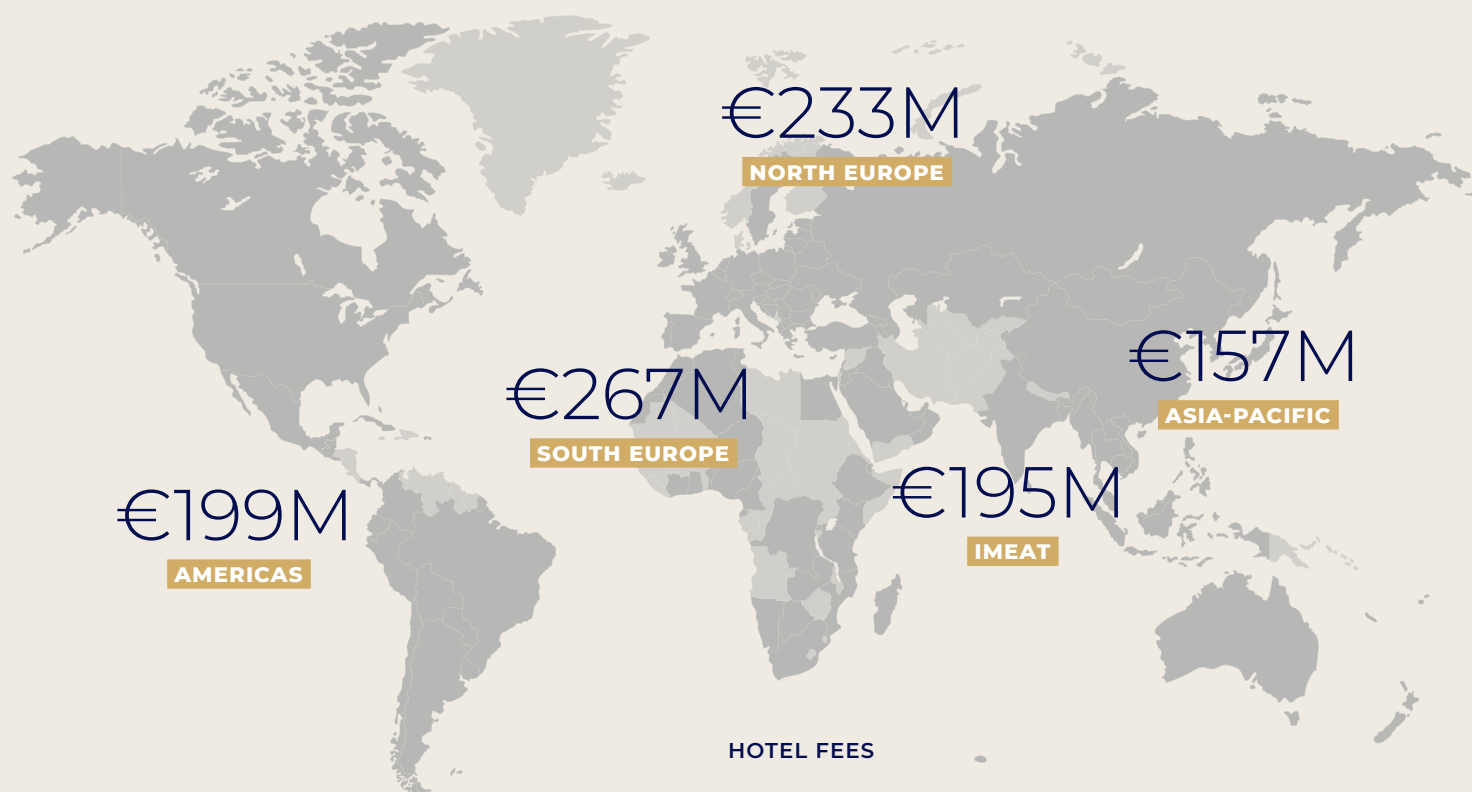 €233M
NORTH EUROPE
€157M
ASIA-PACIFIC
€267M
SOUTH EUROPE
€195M
IMEAT
€199M
AMERICAS
HOTEL FEES